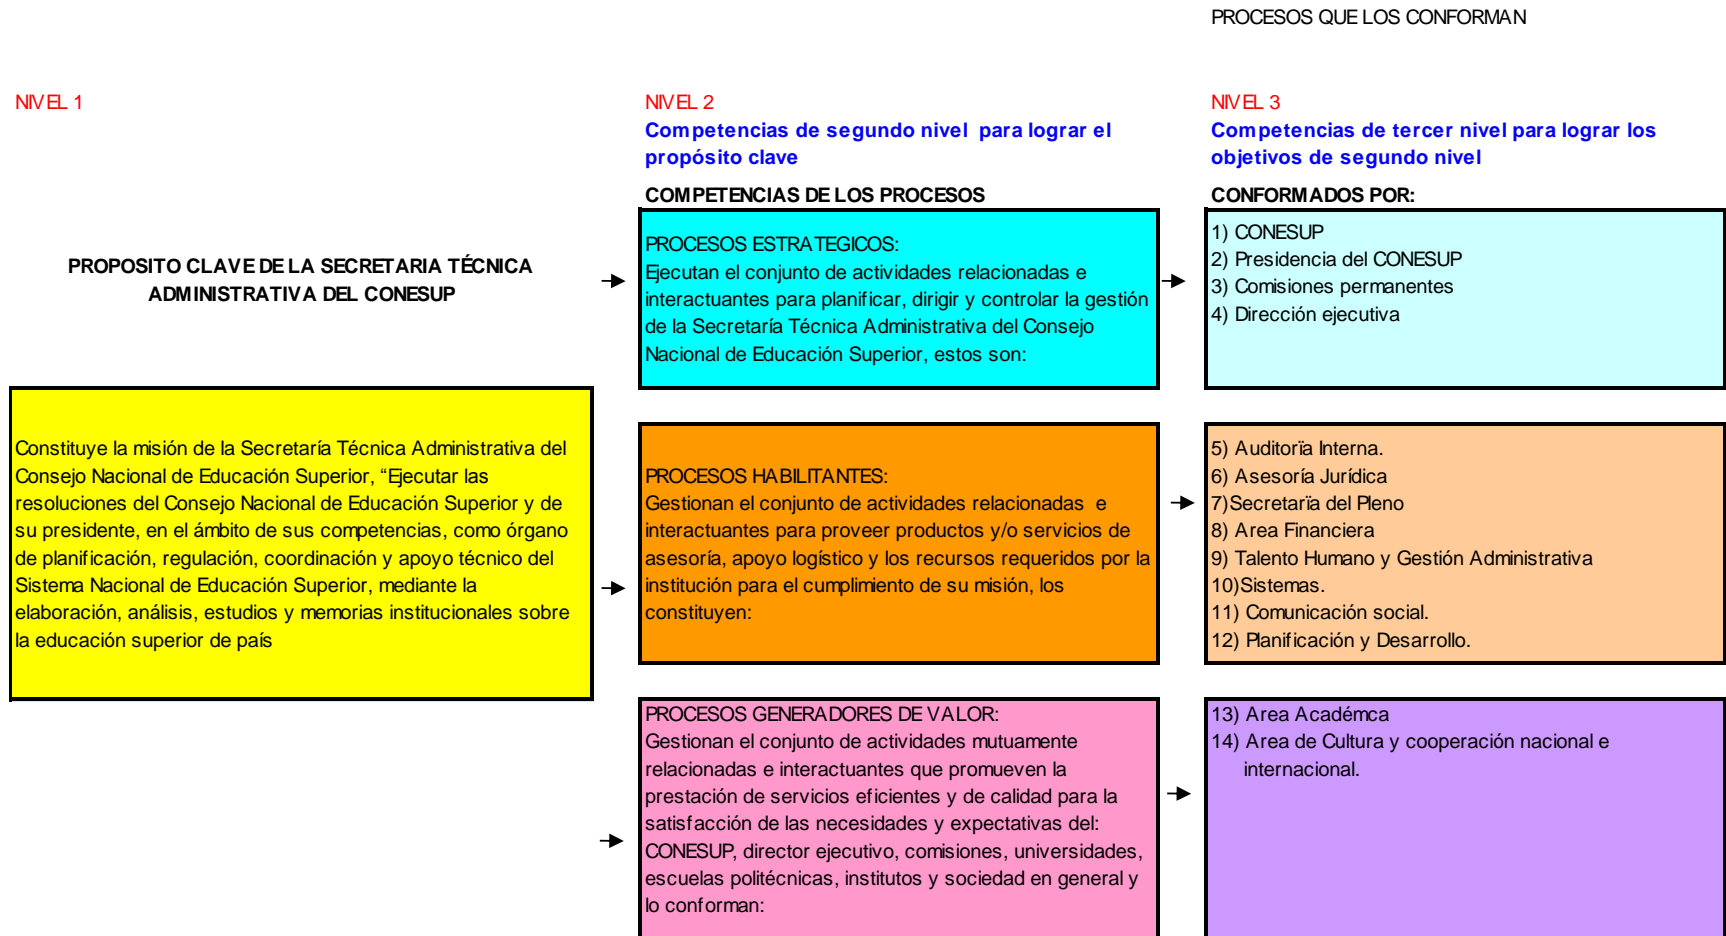 PROCESOS QUE LOS CONFORMAN
NIVEL 1
NIVEL 2
NIVEL 3
Competencias de segundo nivel para lograr el
propósito clave
Competencias de tercer nivel para lograr los
objetivos de segundo nivel
COMPETENCIAS DE LOS PROCESOS
CONFORMADOS POR:
PROPOSITO CLAVE DE LA SECRETARIA TÉCNICA
ADMINISTRATIVA DEL CONESUP
Constituye la misión de la Secretaría Técnica Administrativa del
Consejo Nacional de Educación Superior, “Ejecutar las
resoluciones del Consejo Nacional de Educación Superior y de
su presidente, en el ámbito de sus competencias, como órgano
de planificación, regulación, coordinación y apoyo técnico del
Sistema Nacional de Educación Superior, mediante la
elaboración, análisis, estudios y memorias institucionales sobre
la educación superior de país
PROCESOS ESTRATEGICOS:
Ejecutan el conjunto de actividades relacionadas e
interactuantes para planificar, dirigir y controlar la gestión
de la Secretaría Técnica Administrativa del Consejo
Nacional de Educación Superior, estos son:
1) CONESUP
2) Presidencia del CONESUP
3) Comisiones permanentes
4) Dirección ejecutiva
PROCESOS HABILITANTES:
Gestionan el conjunto de actividades relacionadas e
interactuantes para proveer productos y/o servicios de
asesoría, apoyo logístico y los recursos requeridos por la
institución para el cumplimiento de su misión, los
constituyen:
5) Auditorïa Interna.
6) Asesoría Jurídica
7)Secretarïa del Pleno
8) Area Financiera
9) Talento Humano y Gestión Administrativa
10)Sistemas.
11) Comunicación social.
12) Planificación y Desarrollo.
PROCESOS GENERADORES DE VALOR:
Gestionan el conjunto de actividades mutuamente
relacionadas e interactuantes que promueven la
prestación de servicios eficientes y de calidad para la
satisfacción de las necesidades y expectativas del:
CONESUP, director ejecutivo, comisiones, universidades,
escuelas politécnicas, institutos y sociedad en general y
lo conforman:
13) Area Académca
14) Area de Cultura y cooperación nacional e
internacional.